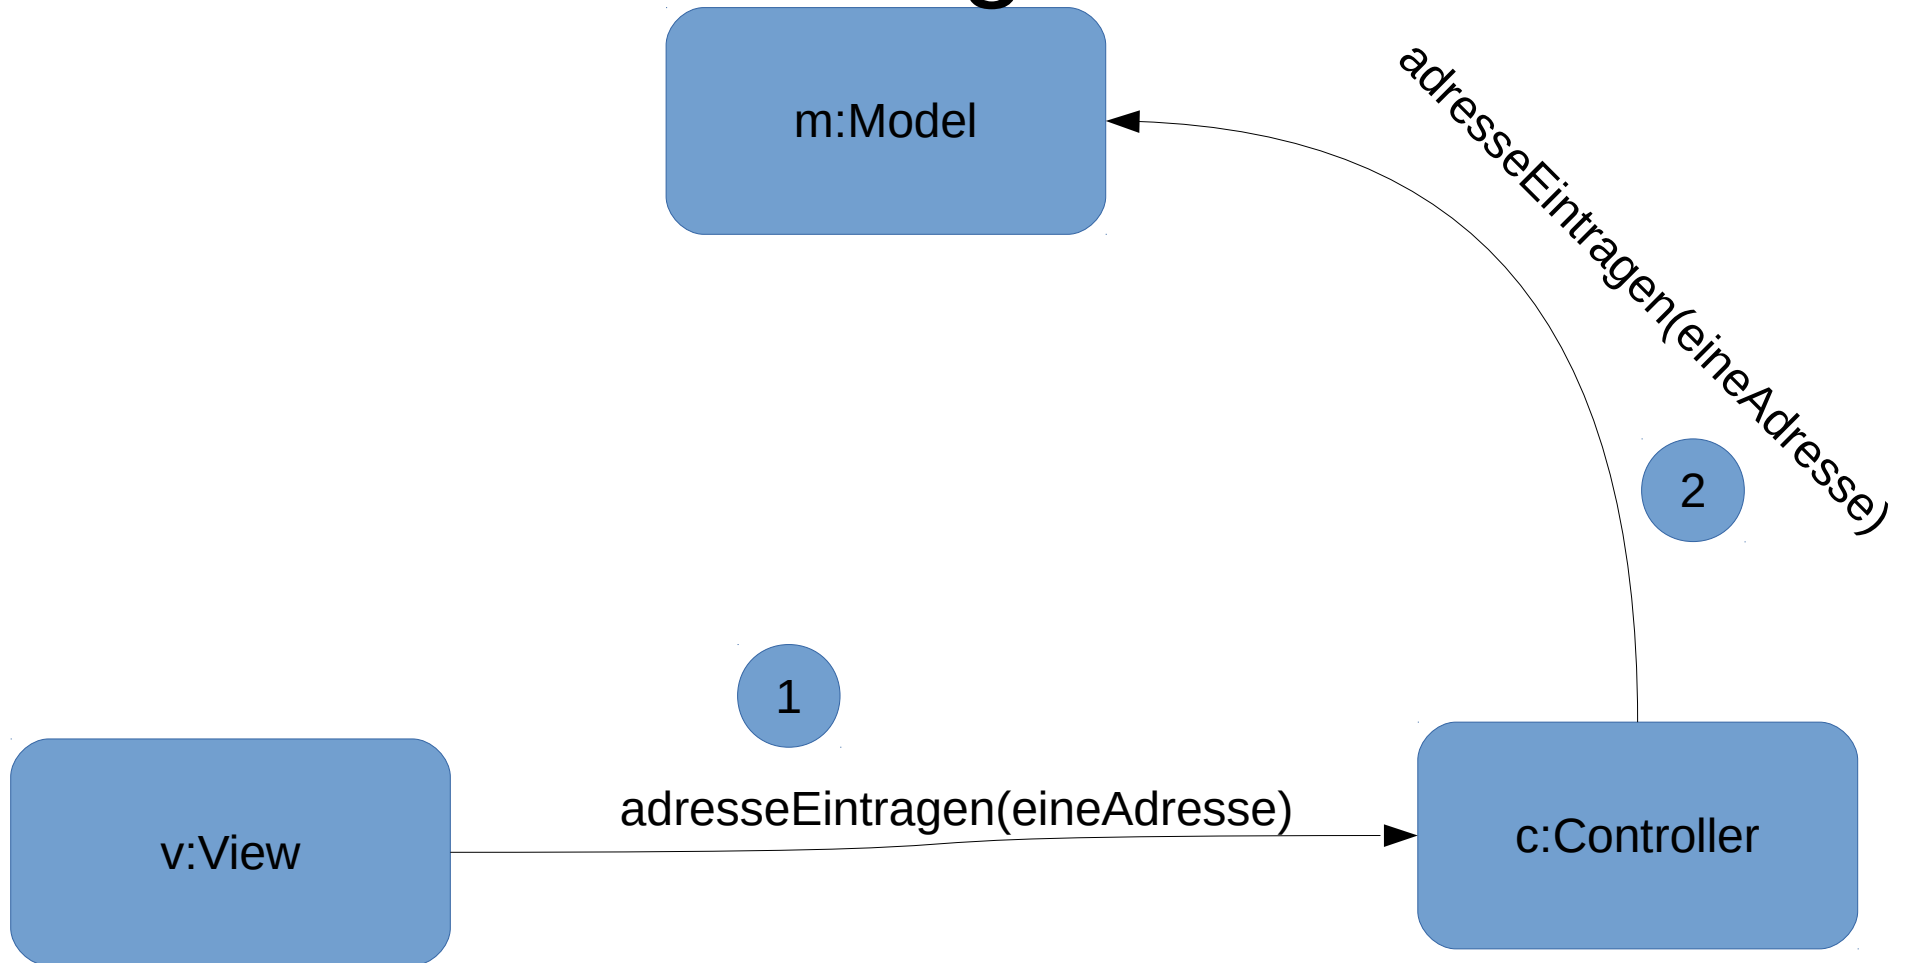 m:Model
adresseEintragen(eineAdresse)
2
1
adresseEintragen(eineAdresse)
v:View
c:Controller